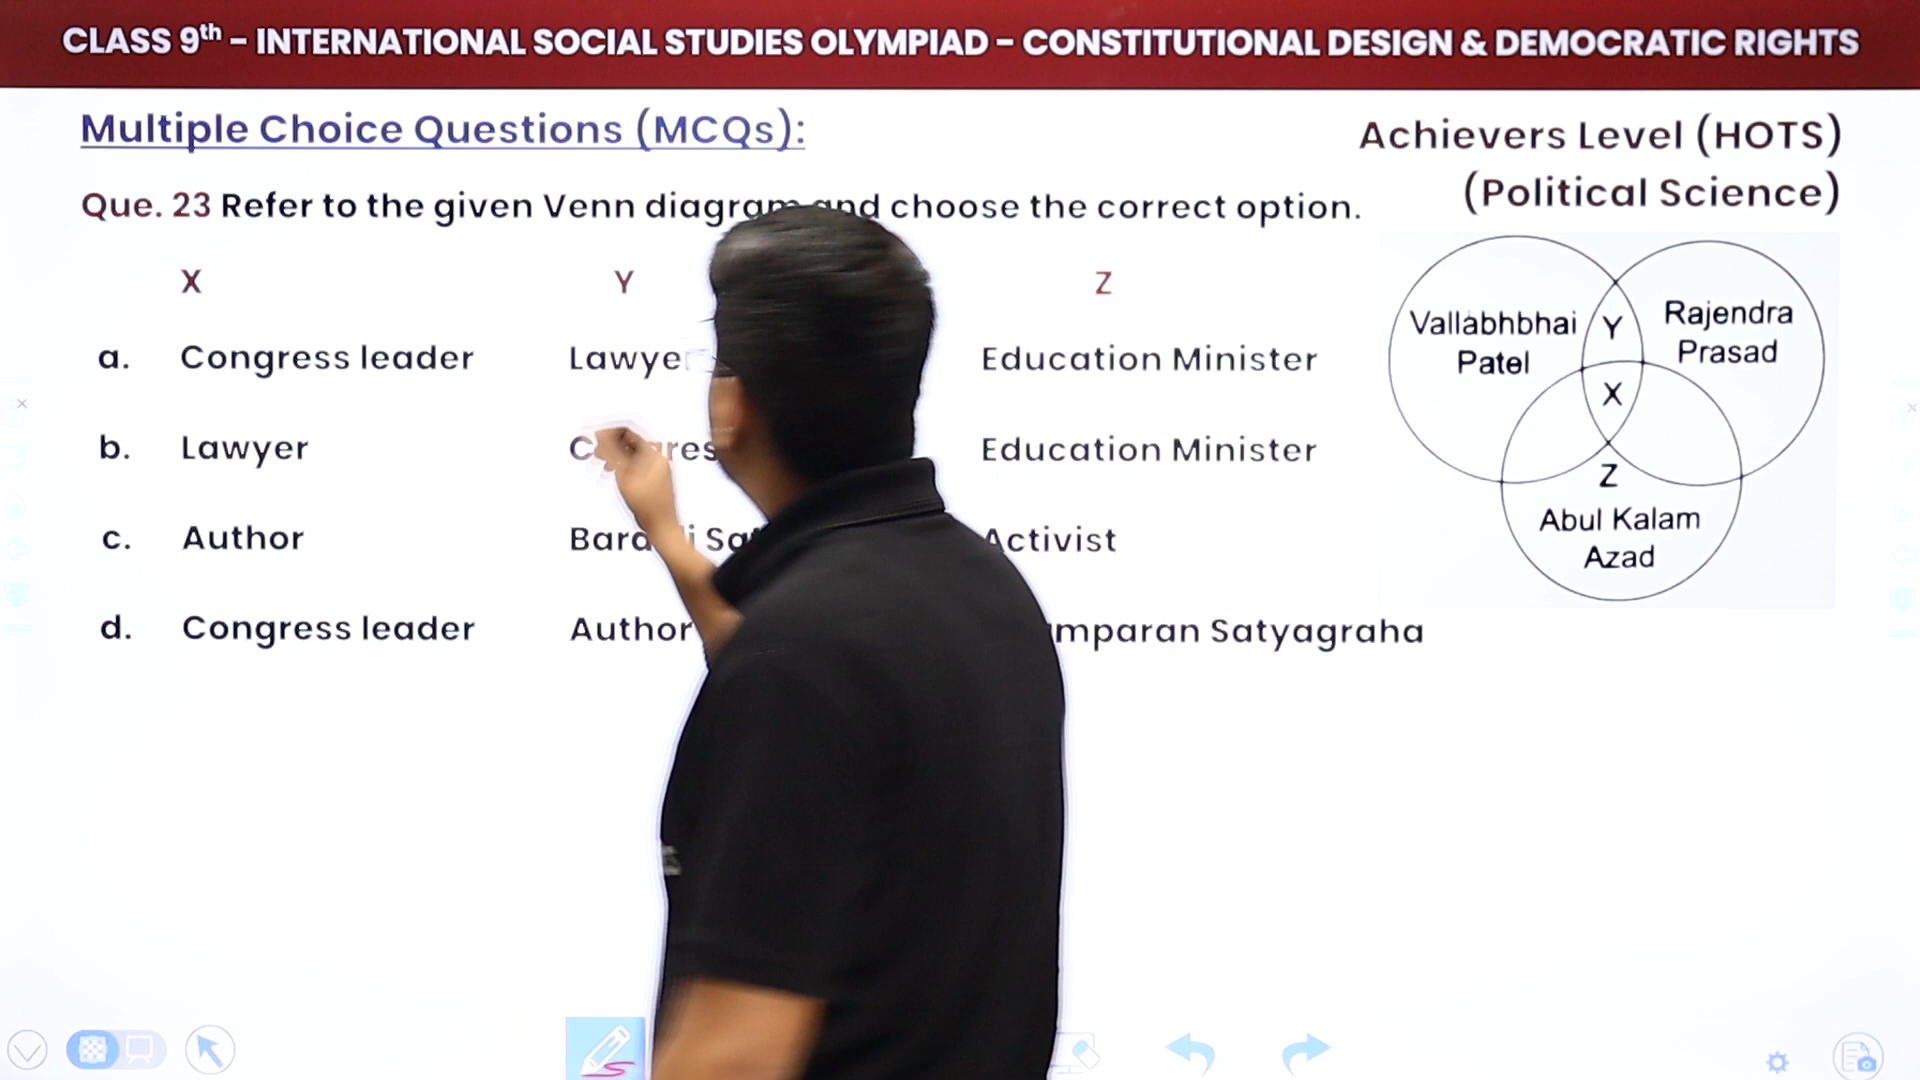 CLASS 9th - INTERNATIONAL SOCIAL STUDIES OLYMPIAD - CONSTITUTIONAL DESIGN & DEMOCRATIC RIGHTS
Multiple Choice Questions (MCQs):
Achievers Level (HOTS)
(Political Science)
Que. 23 Refer to the given Venn diagram and choose the correct option.
X Y Z
a. Congress leader Lawyer Education Minister
b. Lawyer Education Minister
c. Author Activist
d. Congress leader Author Satyagraha
Vallabhbhai
Patel
Y
Rajendra
Prasad
X
Z
Abul Kalam
Azad